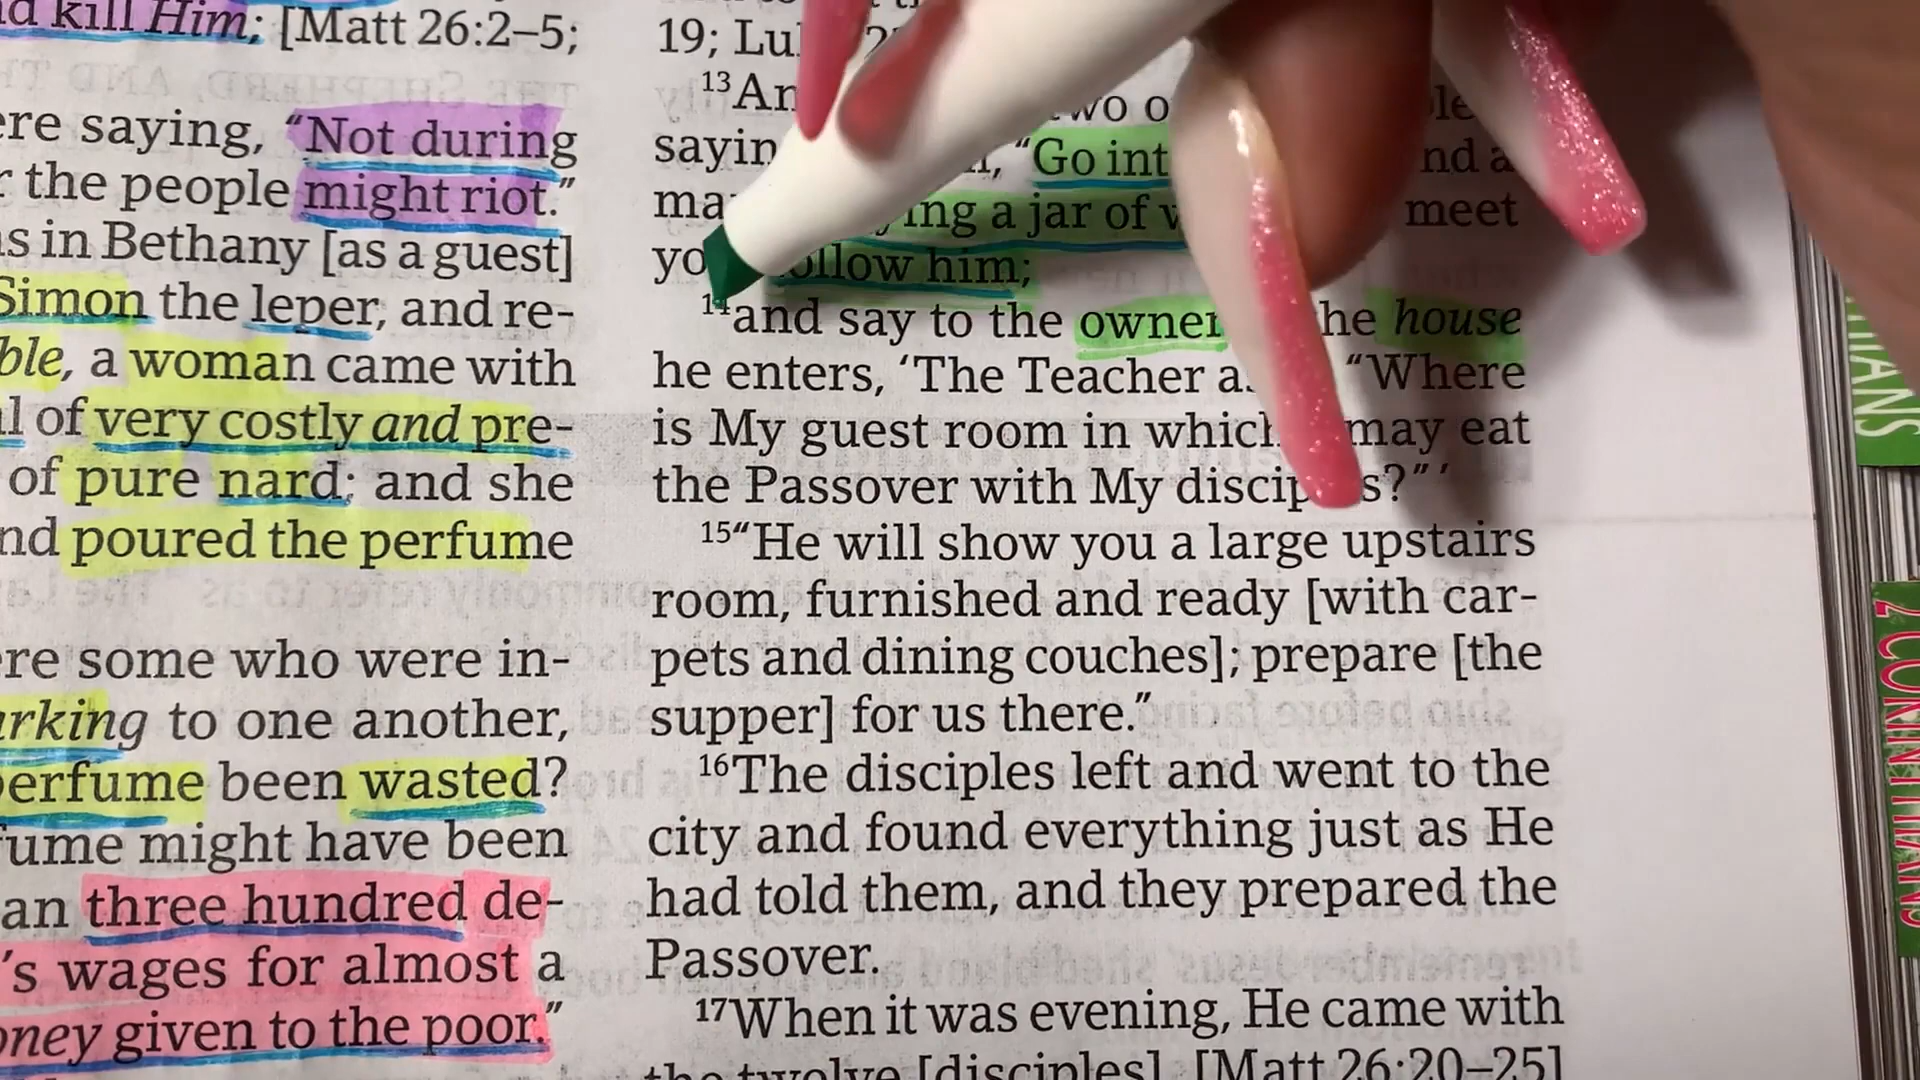 d kill Him; [Matt 26:2–5;
ere saying, “Not during
the people might riot.”
s in Bethany [as a guest]
Simon the leper, and re-
ble, a woman came with
l of very costly and pre-
of pure nard; and she
nd poured the perfume
re some who were in-
rking to one another,
perfume been wasted?
fume might have been
an three hundred de-
’s wages for almost a
oney given to the poor.”
19; Lu
13An wo o
sayin “Go int nd a
ma ing a jar of meet
yo ollow him;
14and say to the owner he house
he enters, ‘The Teacher a “Where
is My guest room in which may eat
the Passover with My discip s?” ’
15“He will show you a large upstairs
room, furnished and ready [with car-
pets and dining couches]; prepare [the
supper] for us there.”
16The disciples left and went to the
city and found everything just as He
had told them, and they prepared the
Passover.
17When it was evening, He came with
the twelve [disciples]. [Matt 26:20–25]
HIANS
2 CORINTHIANS